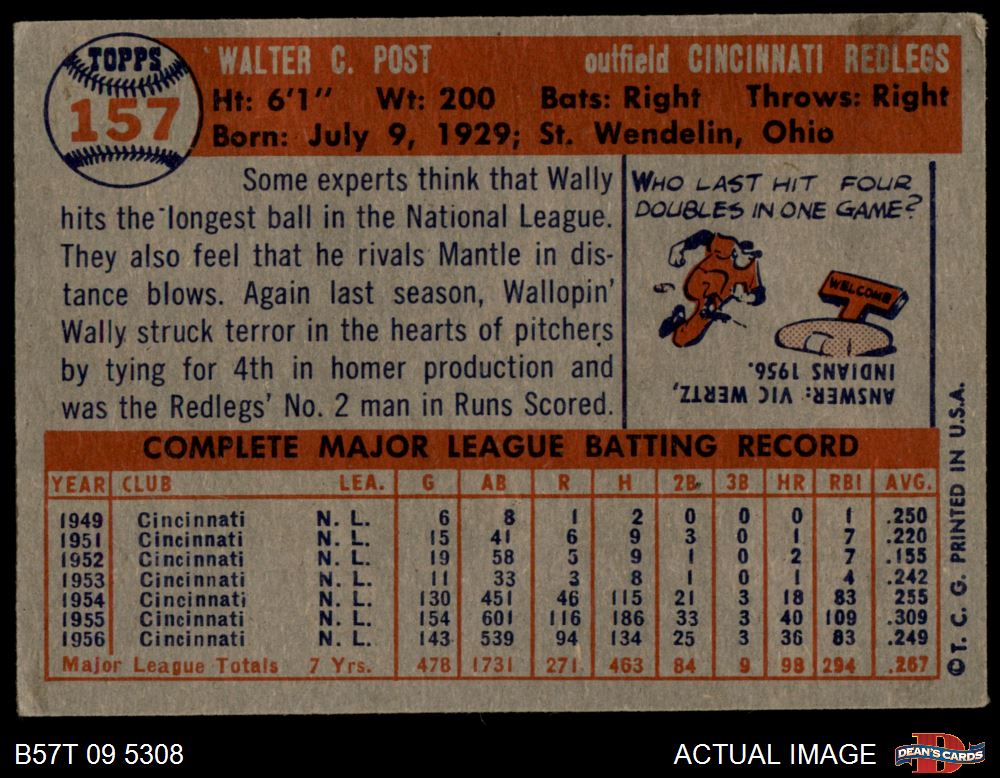 TOPPS
157
WALTER C. POST outfield CINCINNATI REDLEGS
Ht: 6'1" Wt: 200 Bats: Right Throws: Right
Born: July 9, 1929; St. Wendelin, Ohio
Some experts think that Wally
hits the longest ball in the National League.
They also feel that he rivals Mantle in dis-
tance blows. Again last season, Wallopin'
Wally struck terror in the hearts of pitchers
by tying for 4th in homer production and
was the Redlegs' No. 2 man in Runs Scored.
WHO LAST HIT FOUR
DOUBLES IN ONE GAME?
WELCOME
ANSWER: VIC WERTZ,
INDIANS 1956.
COMPLETE MAJOR LEAGUE BATTING RECORD
YEAR CLUB LEA. G AB R H 2B 3B HR RBI AVG.
1949 Cincinnati N. L. 6 8 1 2 0 0 0 1 .250
1951 Cincinnati N. L. 15 41 6 9 3 0 1 7 .220
1952 Cincinnati N. L. 19 58 5 9 1 0 2 7 .155
1953 Cincinnati N. L. 11 33 3 8 1 0 1 4 .242
1954 Cincinnati N. L. 130 451 46 115 21 3 18 83 .255
1955 Cincinnati N. L. 154 601 116 186 33 3 40 109 .309
1956 Cincinnati N. L. 143 539 94 134 25 3 36 83 .249
Major League Totals 7 Yrs. 478 1731 271 463 84 9 98 294 .267
© T. C. G. PRINTED IN U.S.A.
B57T 09 5308
ACTUAL IMAGE
D
DEAN'S CARDS